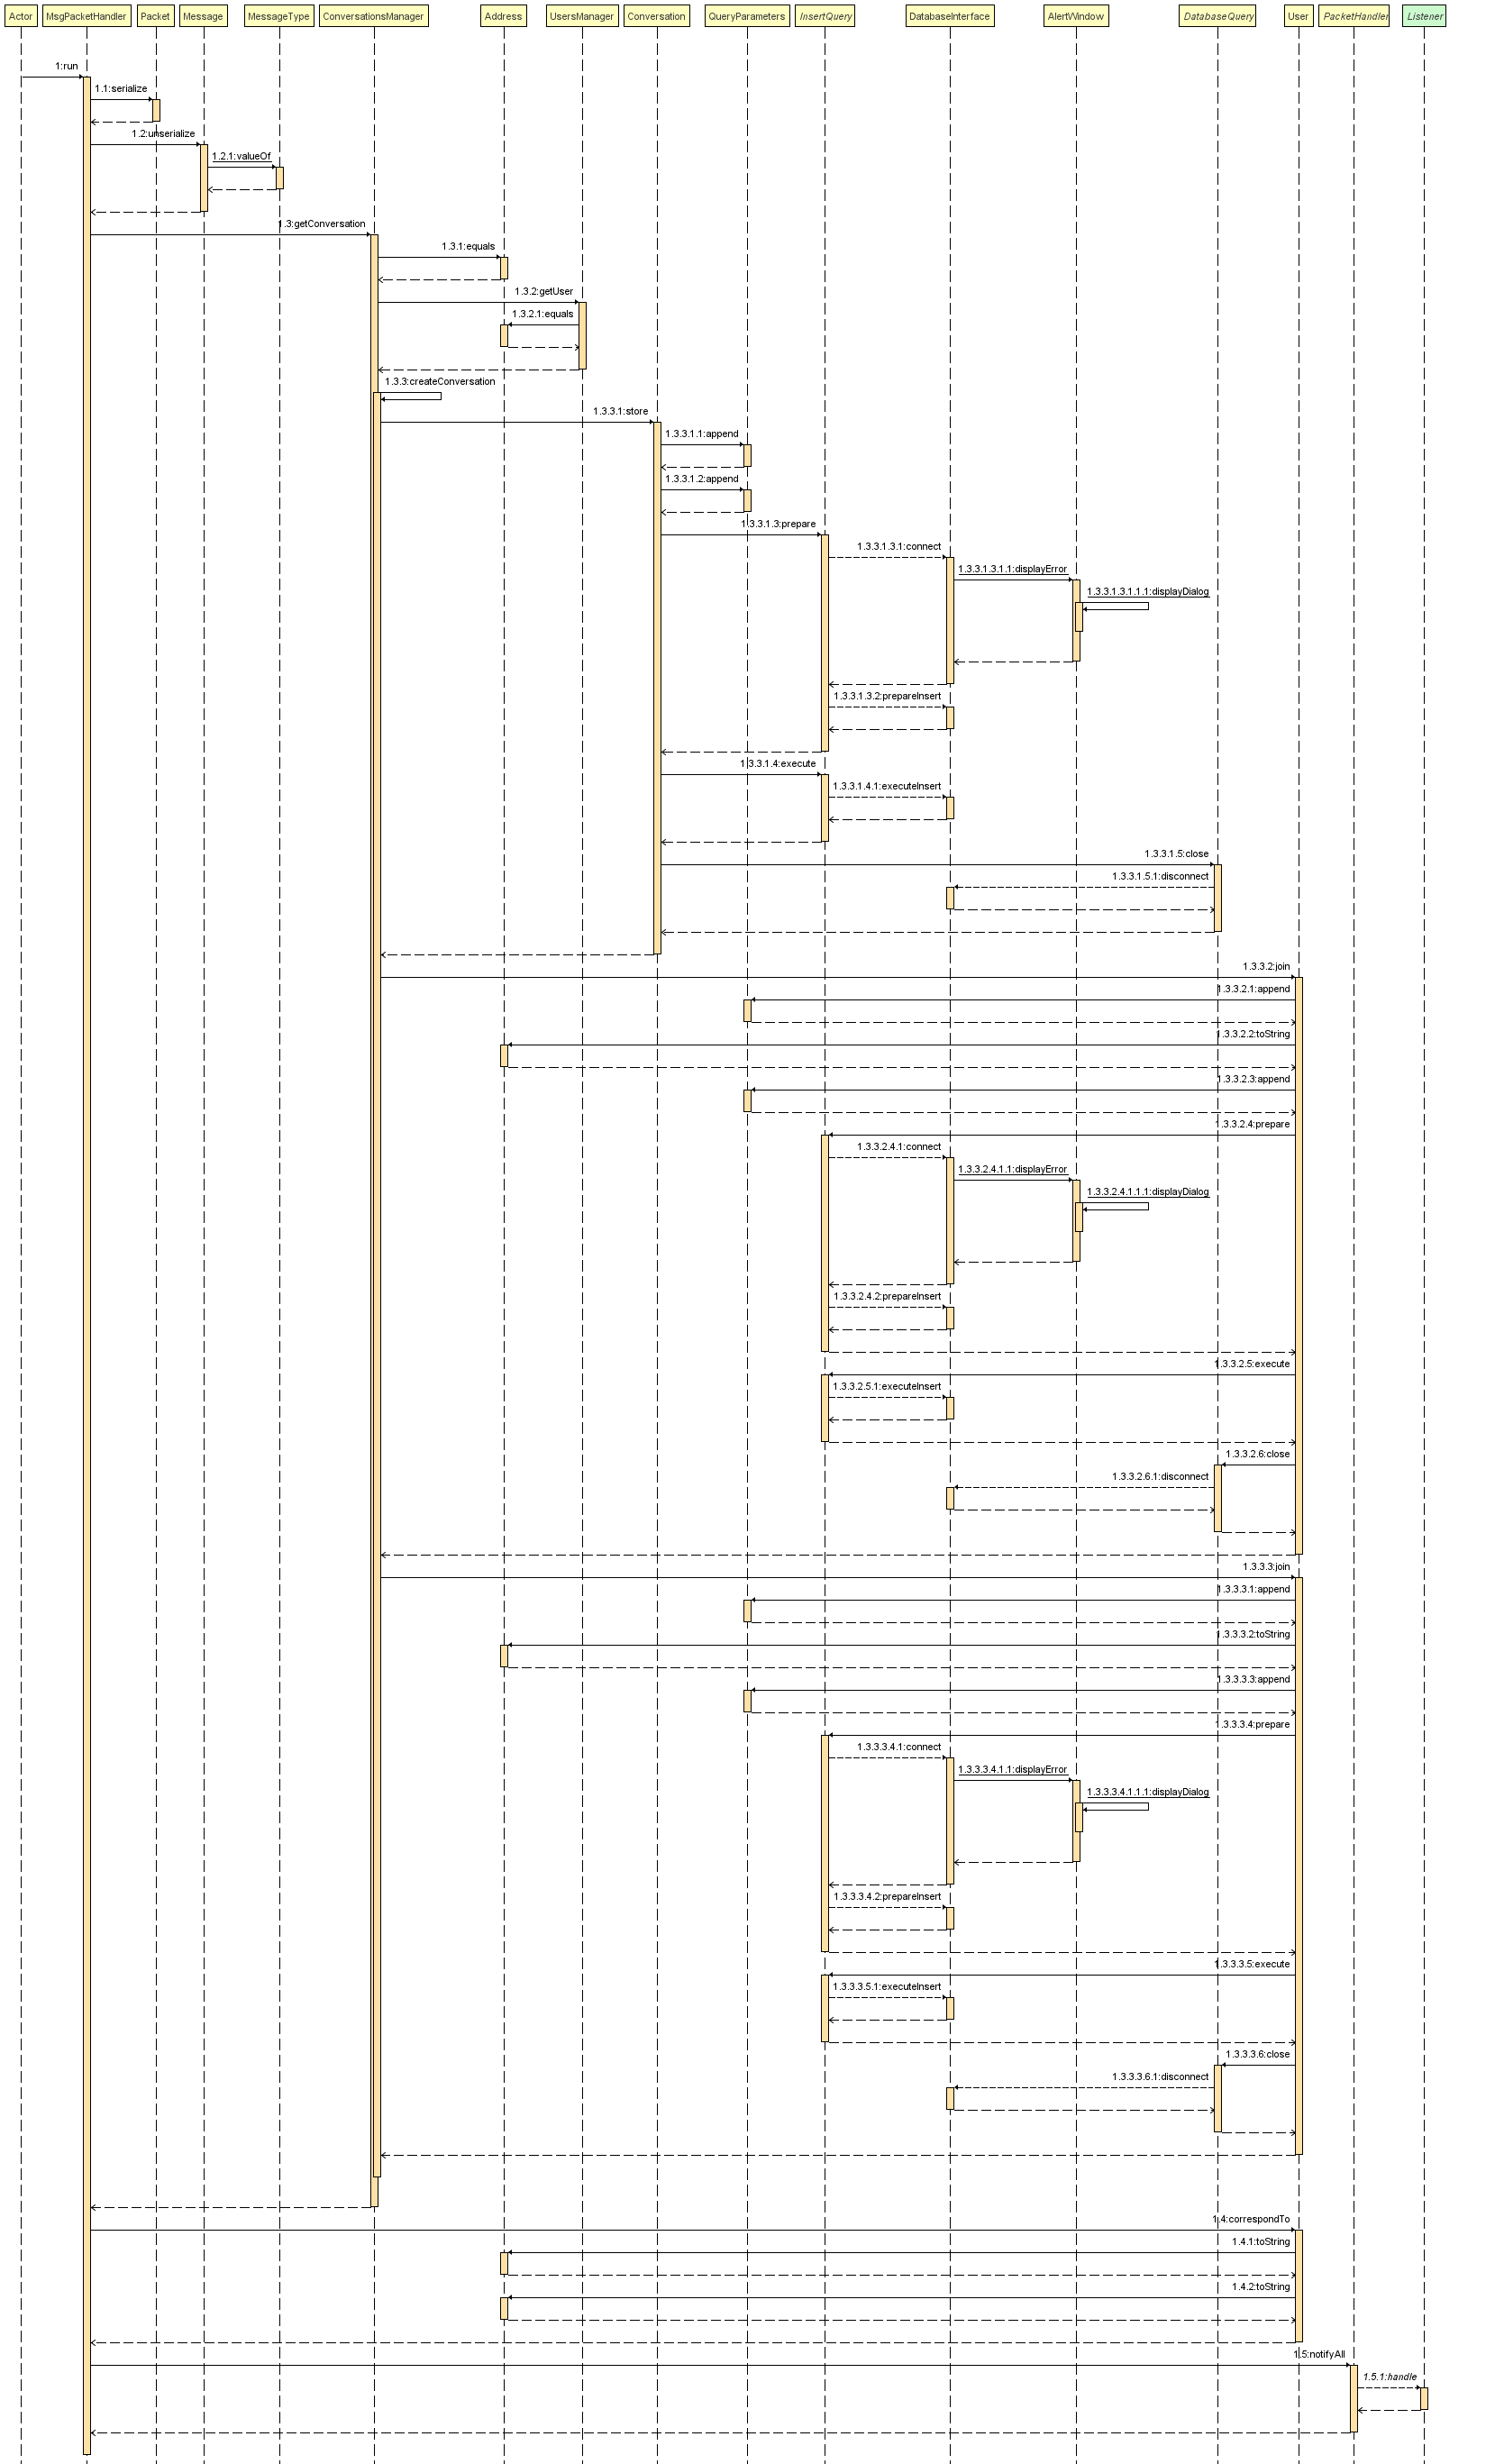 Actor
MsgPacketHandler
Packet
Message
MessageType
ConversationsManager
Address
UsersManager
Conversation
QueryParameters
InsertQuery
DatabaseInterface
AlertWindow
DatabaseQuery
User
PacketHandler
Listener
1:run
1.1:serialize
1.2:unserialize
1.2.1:valueOf
1.3:getConversation
1.3.1:equals
1.3.2:getUser
1.3.2.1:equals
1.3.3:createConversation
1.3.3.1:store
1.3.3.1.1:append
1.3.3.1.2:append
1.3.3.1.3:prepare
1.3.3.1.3.1:connect
1.3.3.1.3.1.1:displayError
1.3.3.1.3.1.1.1:displayDialog
1.3.3.1.3.2:prepareInsert
1.3.3.1.4:execute
1.3.3.1.4.1:executeInsert
1.3.3.1.5:close
1.3.3.1.5.1:disconnect
1.3.3.2:join
1.3.3.2.1:append
1.3.3.2.2:toString
1.3.3.2.3:append
1.3.3.2.4:prepare
1.3.3.2.4.1:connect
1.3.3.2.4.1.1:displayError
1.3.3.2.4.1.1.1:displayDialog
1.3.3.2.4.2:prepareInsert
1.3.3.2.5:execute
1.3.3.2.5.1:executeInsert
1.3.3.2.6:close
1.3.3.2.6.1:disconnect
1.3.3.3:join
1.3.3.3.1:append
1.3.3.3.2:toString
1.3.3.3.3:append
1.3.3.3.4:prepare
1.3.3.3.4.1:connect
1.3.3.3.4.1.1:displayError
1.3.3.3.4.1.1.1:displayDialog
1.3.3.3.4.2:prepareInsert
1.3.3.3.5:execute
1.3.3.3.5.1:executeInsert
1.3.3.3.6:close
1.3.3.3.6.1:disconnect
1.4:correspondTo
1.4.1:toString
1.4.2:toString
1.5:notifyAll
1.5.1:handle